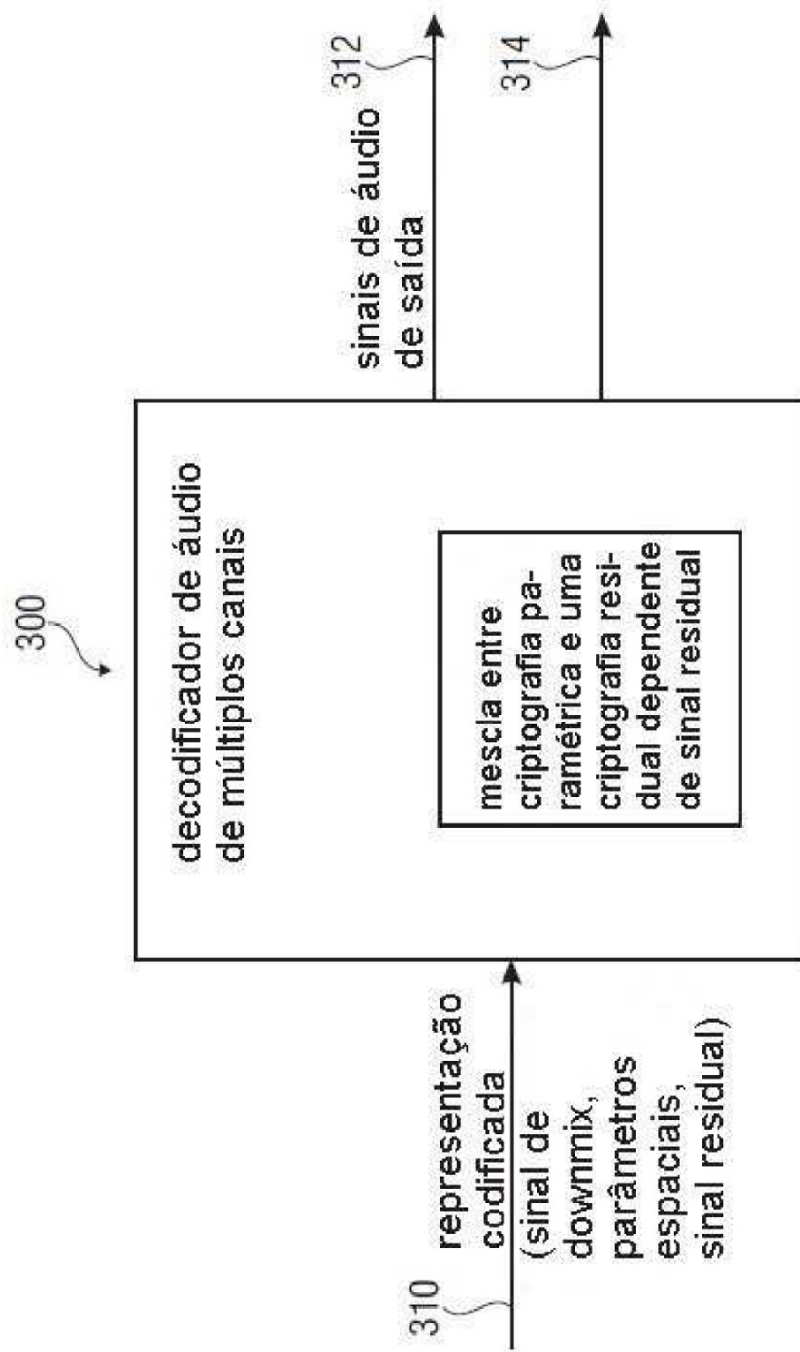 300
decodificador de áudio
de múltiplos canais
mescla entre
criptografia pa-
ramétrica e uma
criptografia resi-
dual dependente
de sinal residual
310
representação
codificada
(sinal de
downmix,
parâmetros
espaciais,
sinal residual)
sinais de áudio
de saída
312
314